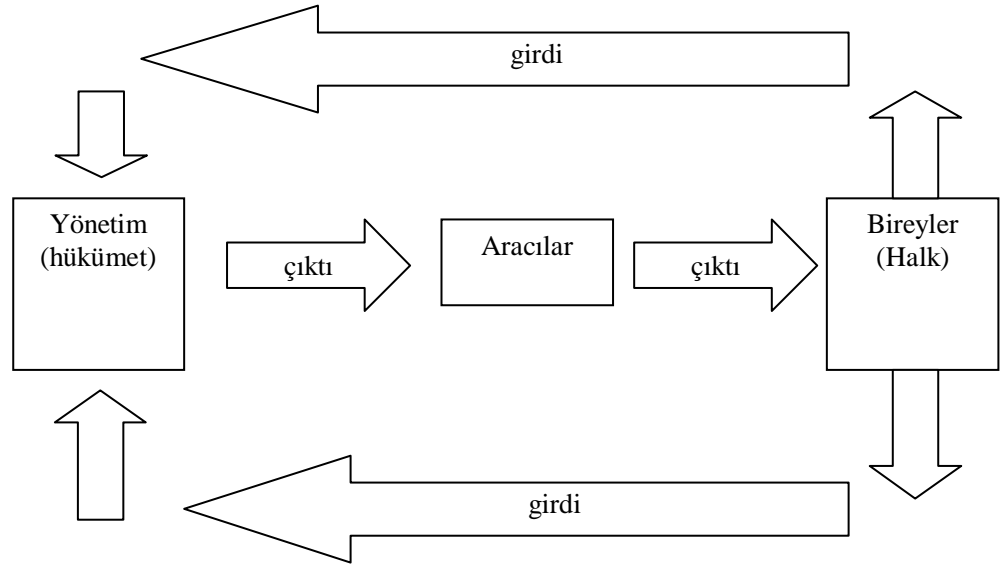 girdi
Yönetim
(hükümet)
çıktı
Aracılar
çıktı
Bireyler
(Halk)
girdi